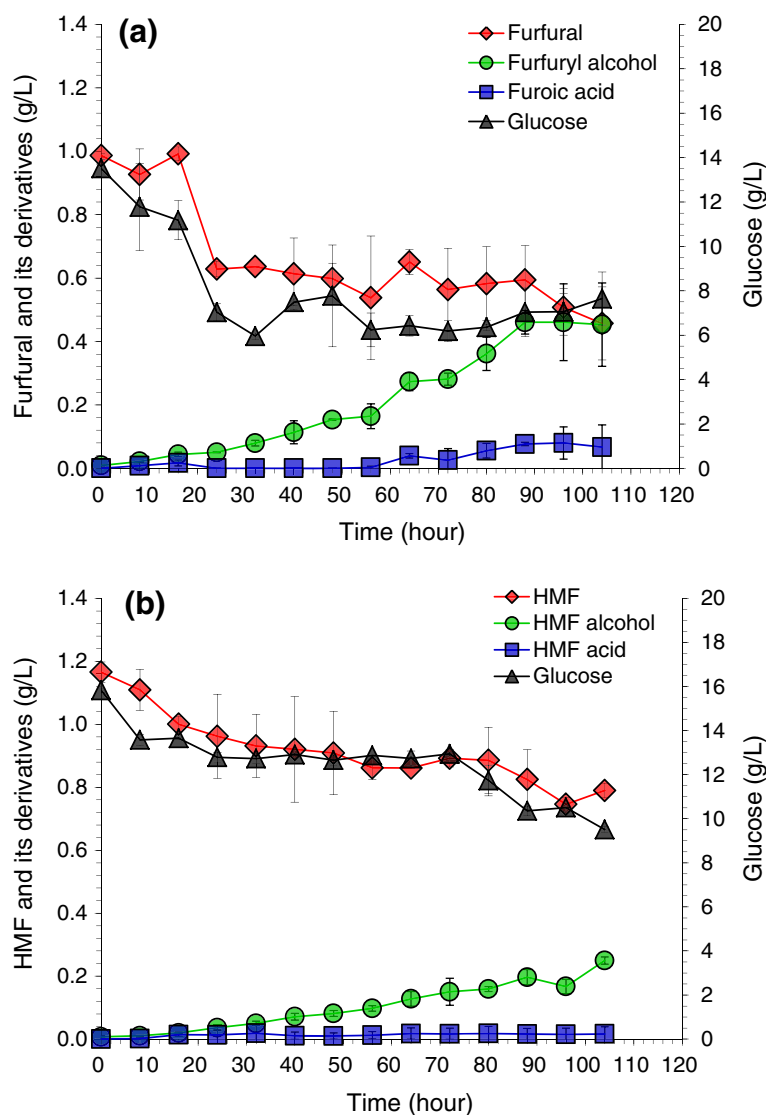 (a)
Furfural
Furfuryl alcohol
Furoic acid
Glucose
Furfural and its derivatives (g/L)
1.4
1.2
1.0
0.8
0.6
0.4
0.2
0.0
Glucose (g/L)
20
18
16
14
12
10
8
6
4
2
0
0 10 20 30 40 50 60 70 80 90 100 110 120
Time (hour)
(b)
HMF
HMF alcohol
HMF acid
Glucose
HMF and its derivatives (g/L)
1.4
1.2
1.0
0.8
0.6
0.4
0.2
0.0
Glucose (g/L)
20
18
16
14
12
10
8
6
4
2
0
0 10 20 30 40 50 60 70 80 90 100 110 120
Time (hour)